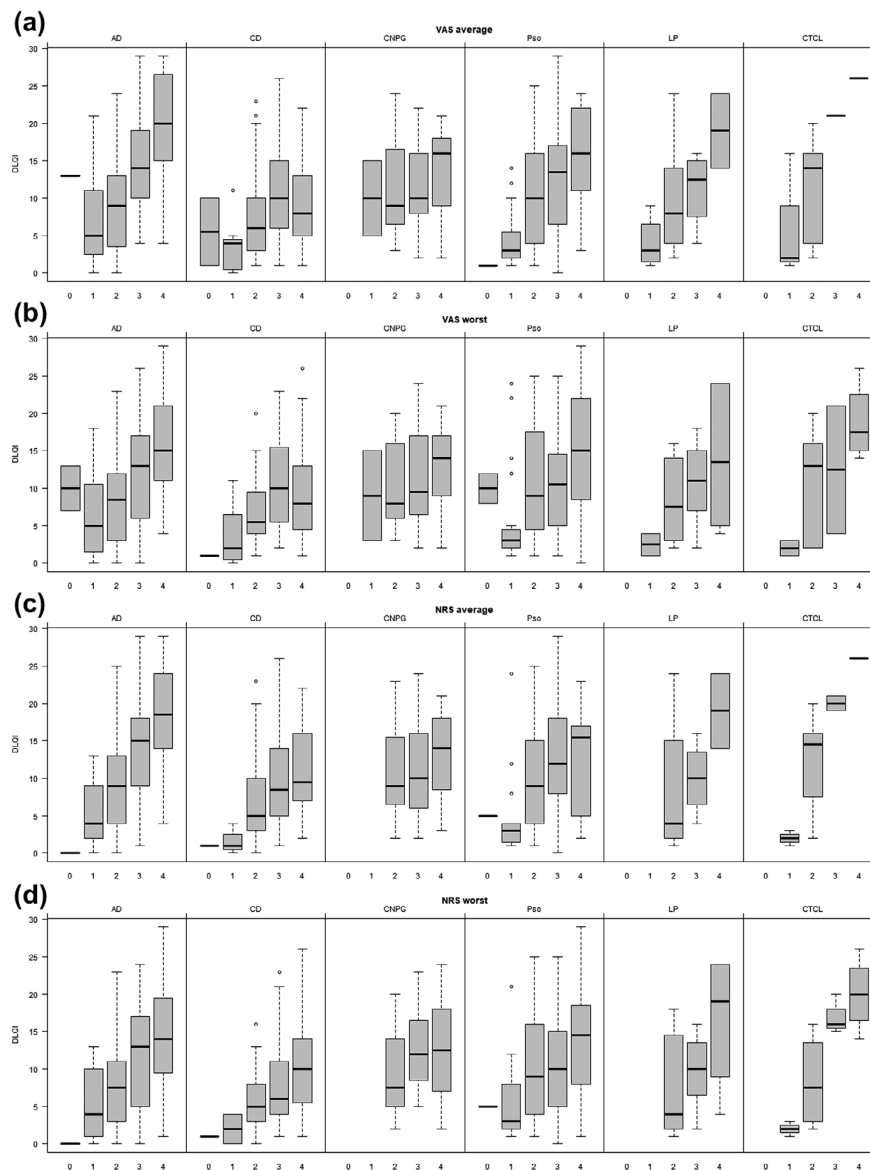 (a)
VAS average
AD CD CNPG Pso LP CTCL
30
25
20
15
10
5
0
DLQI
0 1 2 3 4 0 1 2 3 4 0 1 2 3 4 0 1 2 3 4 0 1 2 3 4 0 1 2 3 4
(b)
VAS worst
AD CD CNPG Pso LP CTCL
30
25
20
15
10
5
0
DLQI
0 1 2 3 4 0 1 2 3 4 0 1 2 3 4 0 1 2 3 4 0 1 2 3 4 0 1 2 3 4
(c)
NRS average
AD CD CNPG Pso LP CTCL
30
25
20
15
10
5
0
DLQI
0 1 2 3 4 0 1 2 3 4 0 1 2 3 4 0 1 2 3 4 0 1 2 3 4 0 1 2 3 4
(d)
NRS worst
AD CD CNPG Pso LP CTCL
30
25
20
15
10
5
0
DLQI
0 1 2 3 4 0 1 2 3 4 0 1 2 3 4 0 1 2 3 4 0 1 2 3 4 0 1 2 3 4